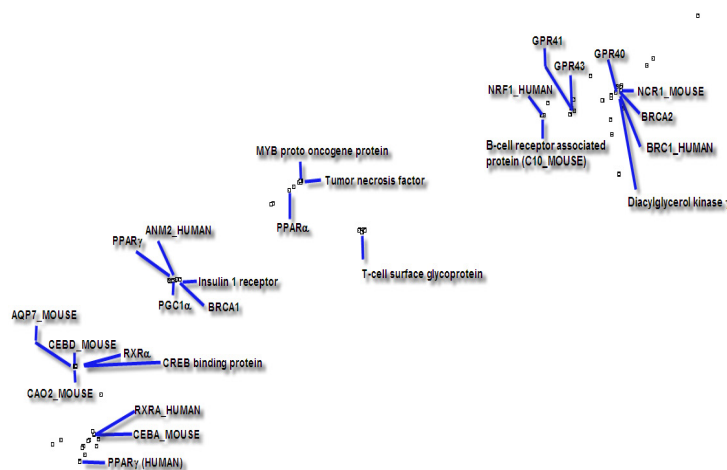 GPR41
GPR43
GPR40
NRF1_HUMAN
NCR1_MOUSE
BRCA2
B-cell receptor associated
protein (C10_MOUSE)
BRC1_HUMAN
Diacylglycerol kinase
MYB proto oncogene protein
Tumor necrosis factor
PPARα
ANM2_HUMAN
PPARγ
T-cell surface glycoprotein
Insulin 1 receptor
PGC1α
BRCA1
AQP7_MOUSE
CEBD_MOUSE
RXRα
CREB binding protein
CAO2_MOUSE
RXRA_HUMAN
CEBA_MOUSE
PPARγ (HUMAN)